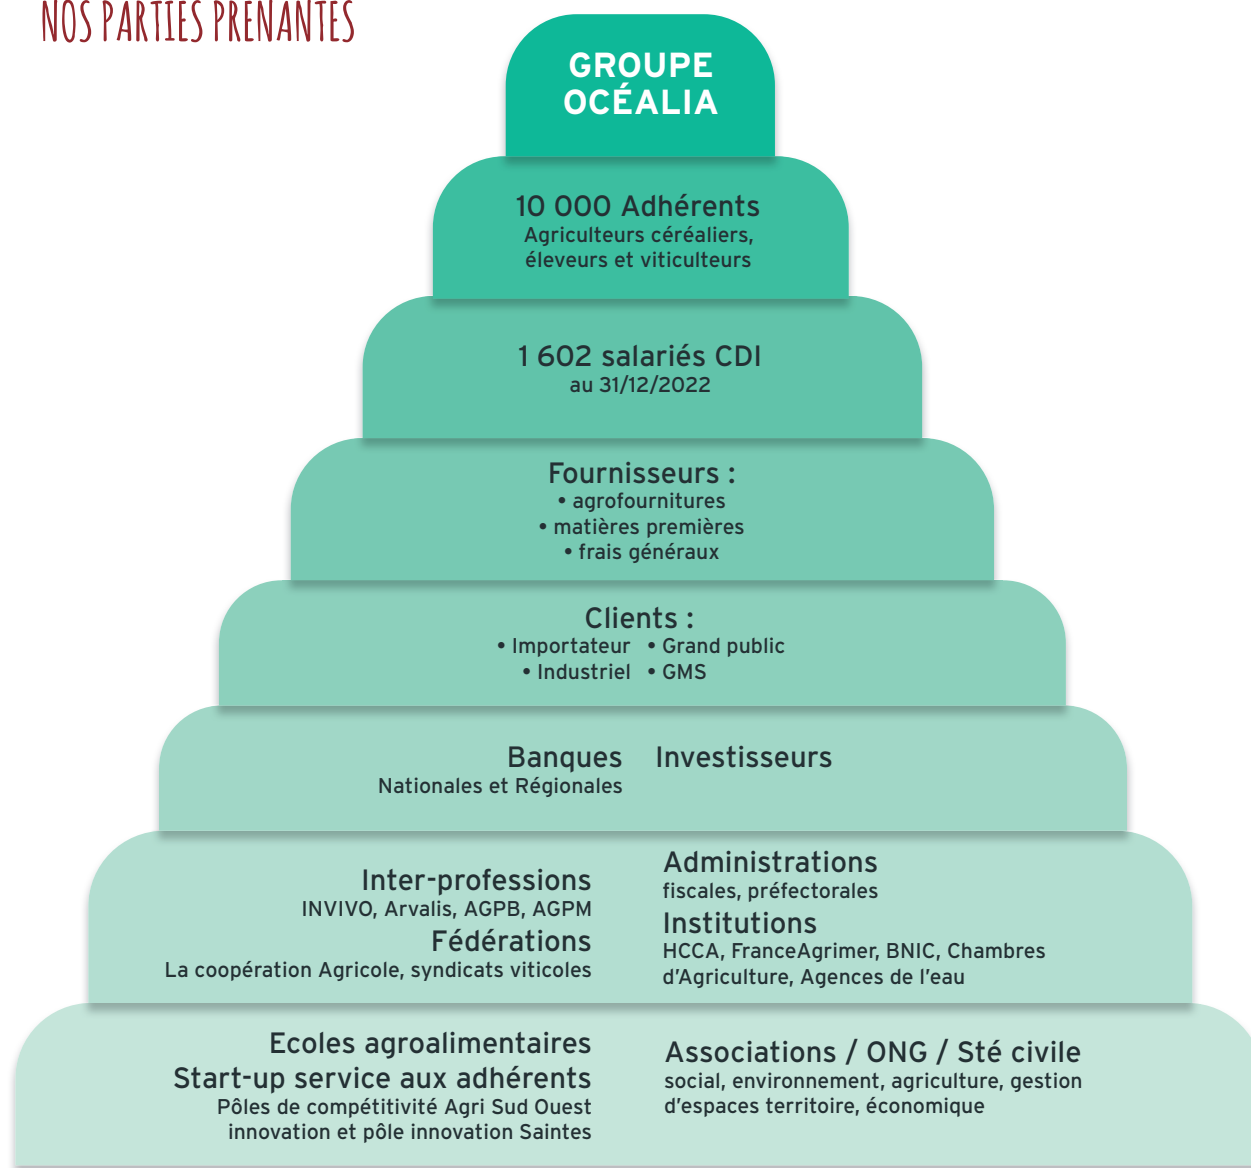 NOS PARTIES PRENANTES
GROUPE
OCÉALIA
10 000 Adhérents
Agriculteurs céréaliers,
éleveurs et viticulteurs
1 602 salariés CDI
au 31/12/2022
Fournisseurs :
• agrofournitures
• matières premières
• frais généraux
Clients :
• Importateur • Grand public
• Industriel • GMS
Banques
Nationales et Régionales
Investisseurs
Inter-professions
INVIVO, Arvalis, AGPB, AGPM
Fédérations
La coopération Agricole, syndicats viticoles
Administrations
fiscales, préfectorales
Institutions
HCCA, FranceAgrimer, BNIC, Chambres
d'Agriculture, Agences de l'eau
Ecoles agroalimentaires
Start-up service aux adhérents
Pôles de compétitivité Agri Sud Ouest
innovation et pôle innovation Saintes
Associations / ONG / Sté civile
social, environnement, agriculture, gestion
d'espaces territoire, économique